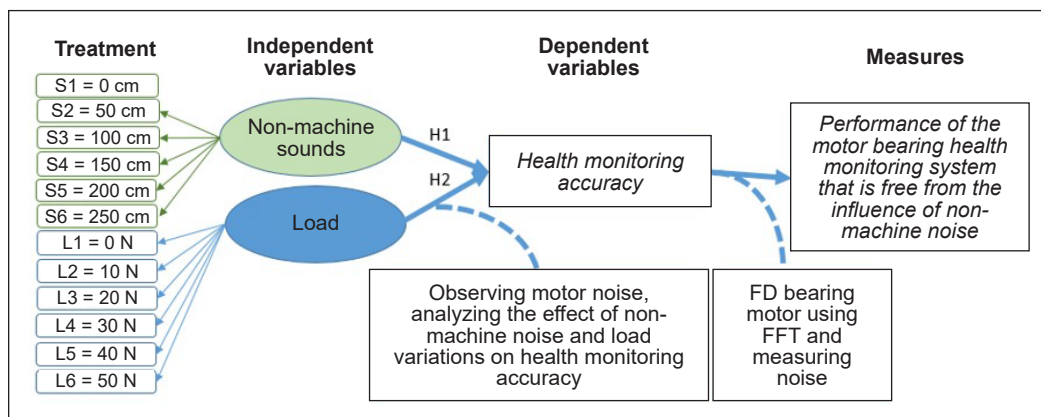 Treatment
Independent
variables
Dependent
variables
Measures
S1 = 0 cm
S2 = 50 cm
S3 = 100 cm
S4 = 150 cm
S5 = 200 cm
S6 = 250 cm
L1 = 0 N
L2 = 10 N
L3 = 20 N
L4 = 30 N
L5 = 40 N
L6 = 50 N
Non-machine
sounds
Load
H1
H2
Health monitoring
accuracy
Performance of the
motor bearing health
monitoring system
that is free from the
influence of non-
machine noise
Observing motor noise,
analyzing the effect of non-
machine noise and load
variations on health monitoring
accuracy
FD bearing
motor using
FFT and
measuring
noise